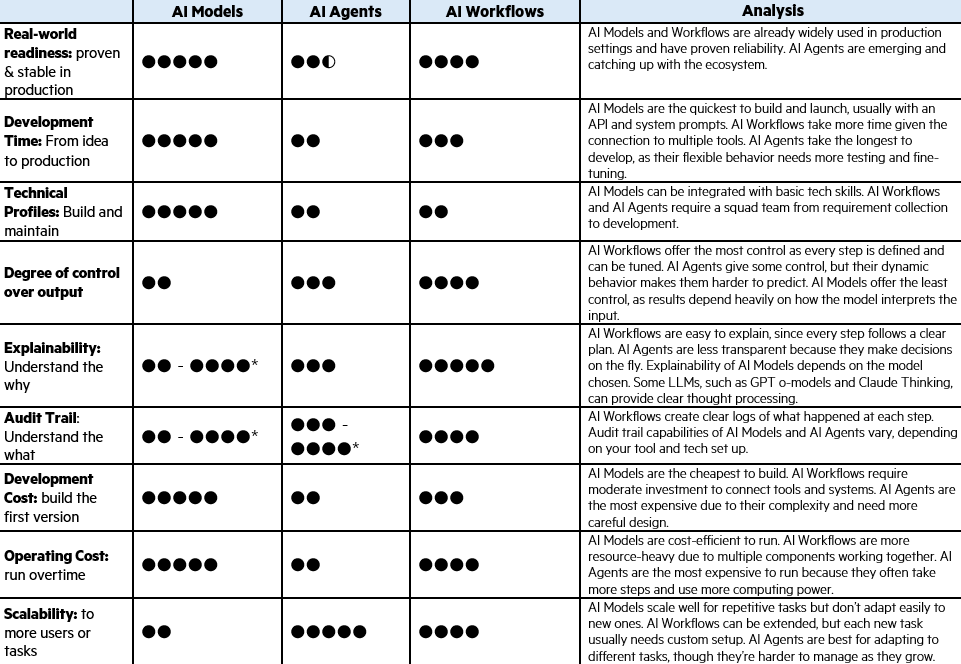 AI Models AI Agents AI Workflows Analysis
Real-world
readiness: proven
& stable in
production
●●●●●
●●◐
●●●●
AI Models and Workflows are already widely used in production
settings and have proven reliability. AI Agents are emerging and
catching up with the ecosystem.
Development
Time: From idea
to production
●●●●●
●●
●●●
AI Models are the quickest to build and launch, usually with an
API and system prompts. AI Workflows take more time given the
connection to multiple tools. AI Agents take the longest to
develop, as their flexible behavior needs more testing and fine-
tuning.
Technical
Profiles: Build and
maintain
●●●●●
●●
●●
AI Models can be integrated with basic tech skills. AI Workflows
and AI Agents require a squad team from requirement collection
to development.
Degree of control
over output
●●
●●●
●●●●
AI Workflows offer the most control as every step is defined and
can be tuned. AI Agents give some control, but their dynamic
behavior makes them harder to predict. AI Models offer the least
control, as results depend heavily on how the model interprets the
input.
Explainability:
Understand the
why
●● - ●●●●*
●●●
●●●●●
AI Workflows are easy to explain, since every step follows a clear
plan. AI Agents are less transparent because they make decisions
on the fly. Explainability of AI Models depends on the model
chosen. Some LLMs, such as GPT o-models and Claude Thinking,
can provide clear thought processing.
Audit Trail:
Understand the
what
●● - ●●●●*
●●● -
●●●●*
●●●●
AI Workflows create clear logs of what happened at each step.
Audit trail capabilities of AI Models and AI Agents vary, depending
on your tool and tech set up.
Development
Cost: build the
first version
●●●●●
●●
●●●
AI Models are the cheapest to build. AI Workflows require
moderate investment to connect tools and systems. AI Agents are
the most expensive due to their complexity and need more
careful design.
Operating Cost:
run overtime
●●●●●
●●
●●●●
AI Models are cost-efficient to run. AI Workflows are more
resource-heavy due to multiple components working together. AI
Agents are the most expensive to run because they often take
more steps and use more computing power.
Scalability: to
more users or
tasks
●●
●●●●●
●●●●
AI Models scale well for repetitive tasks but don't adapt easily to
new ones. AI Workflows can be extended, but each new task
usually needs custom setup. AI Agents are best for adapting to
different tasks, though they're harder to manage as they grow.